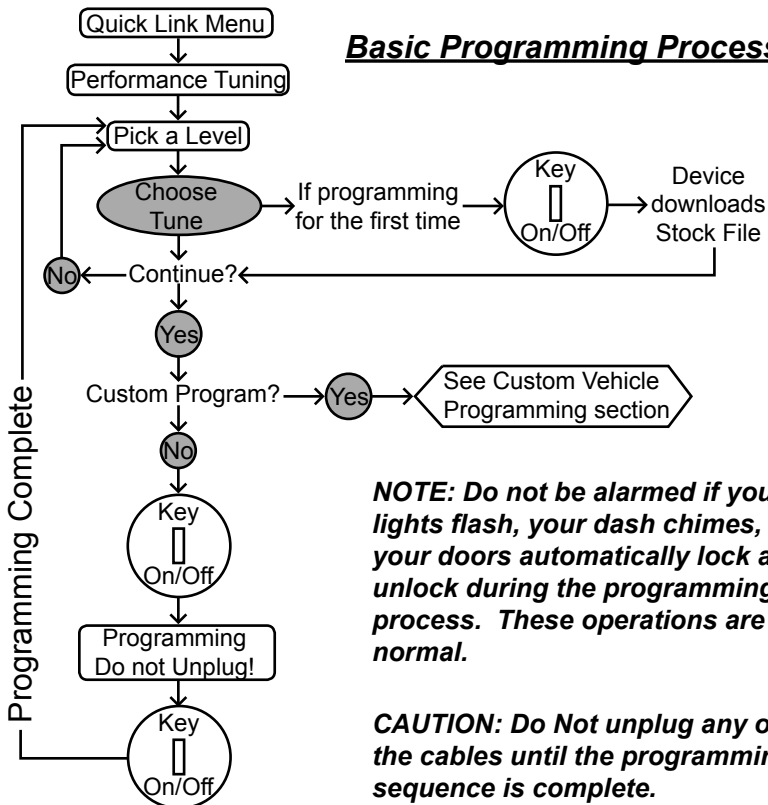 Quick Link Menu
Basic Programming Process
Performance Tuning
Pick a Level
Choose
Tune
If programming
for the first time
Key
On/Off
Device
downloads
Stock File
No
Continue?
Yes
Custom Program?
Yes
See Custom Vehicle
Programming section
No
Key
On/Off
Programming
Do not Unplug!
Key
On/Off
Programming Complete
NOTE: Do not be alarmed if you
lights flash, your dash chimes,
your doors automatically lock a
unlock during the programming
process. These operations are
normal.
CAUTION: Do Not unplug any o
the cables until the programmin
sequence is complete.